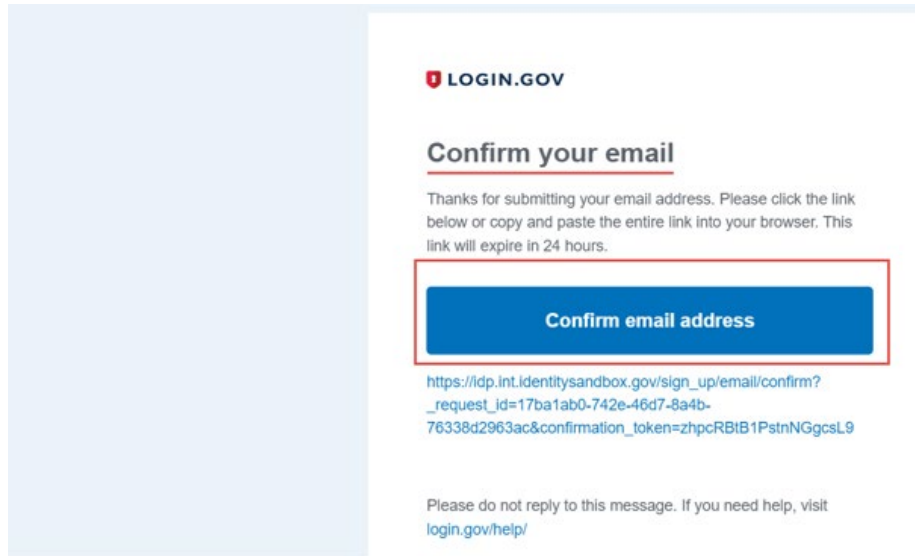 LOGIN.GOV
Confirm your email
Thanks for submitting your email address. Please click the link
below or copy and paste the entire link into your browser. This
link will expire in 24 hours.
Confirm email address
https://idp.int.identitysandbox.gov/sign_up/email/confirm?
_request_id=17ba1ab0-742e-46d7-8a4b-
76338d2963ac&confirmation_token=zhpcRBtB1PstnNGgcsL9
Please do not reply to this message. If you need help, visit
login.gov/help/